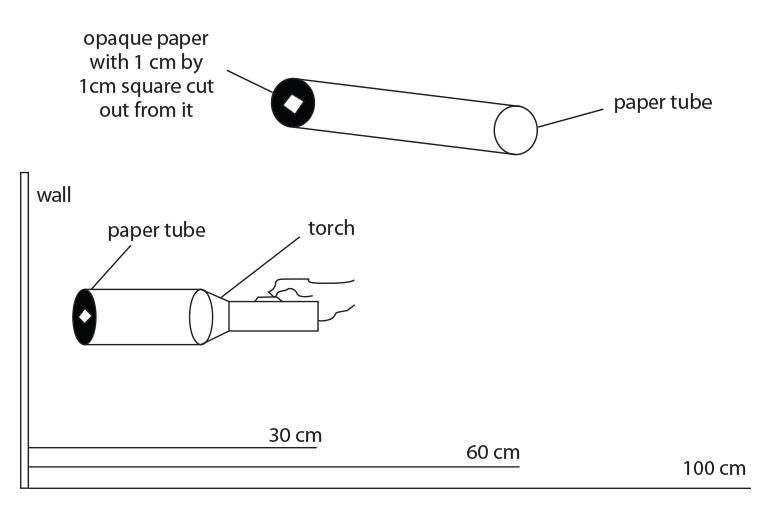 opaque paper
with 1 cm by
1cm square cut
out from it
paper tube
wall
paper tube
torch
30 cm
60 cm
100 cm